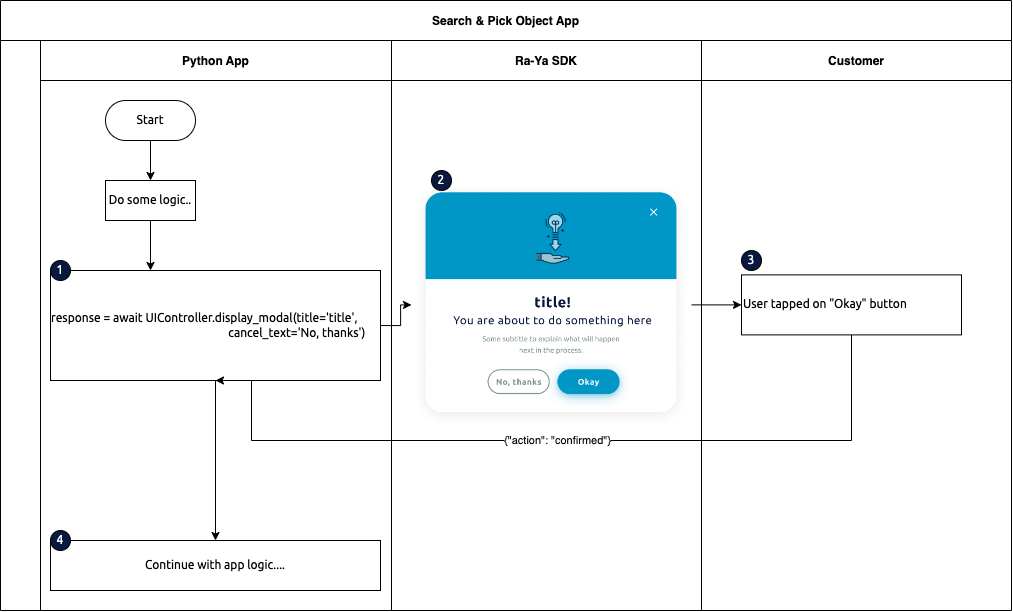 Search & Pick Object App
Python App
Ra-Ya SDK
Customer
Start
Do some logic..
1
response = await UIController.display_modal(title='title',
cancel_text='No, thanks')
2
title!
You are about to do something here
Some subtitle to explain what will happen
next in the process.
No, thanks
Okay
3
User tapped on "Okay" button
{"action": "confirmed"}
4
Continue with app logic....